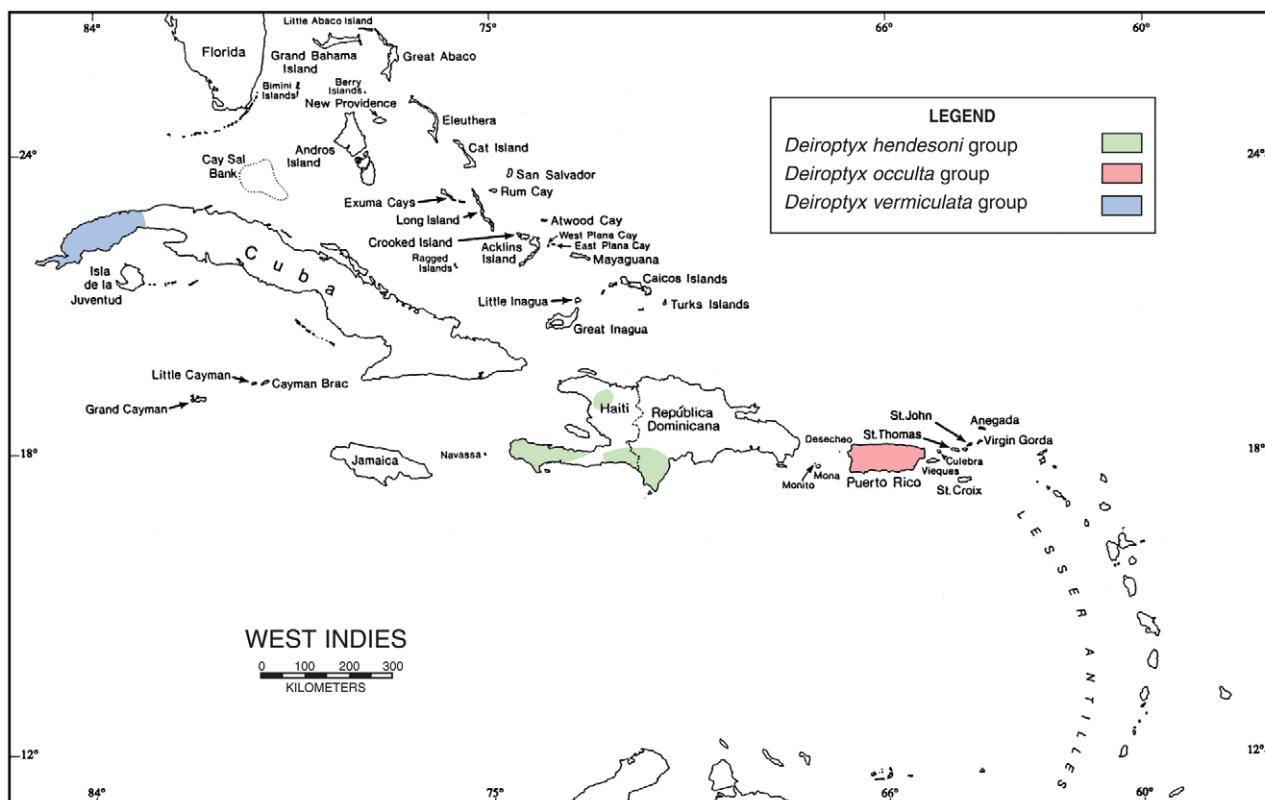 84°
75°
66°
60°
Little Abaco Island
Florida
Grand Bahama
Island
Great Abaco
Bimini
Islands
Berry
Islands
New Providence
Eleuthera
Andros
Island
Cat Island
24°
24°
Cay Sal
Bank
San Salvador
Exuma Cays
Rum Cay
Long Island
Atwood Cay
Crooked Island
West Plana Cay
East Plana Cay
Acklins
Island
Ragged
Islands
Mayaguana
Cuba
Isla
de la
Juventud
Caicos Islands
Little Inagua
Turks Islands
Great Inagua
Little Cayman
Cayman Brac
Grand Cayman
Haiti
República
Dominicana
St.John
Anegada
St.Thomas
Virgin Gorda
Desecheo
18°
18°
Jamaica
Navassa
Culebra
Vieques
Mona
Monito
Puerto Rico
St.Croix
LESSER ANTILLES
LEGEND
Deiroptyx hendesoni group
Deiroptyx occulta group
Deiroptyx vermiculata group
WEST INDIES
0 100 200 300
KILOMETERS
12°
12°
84°
75°
66°
60°